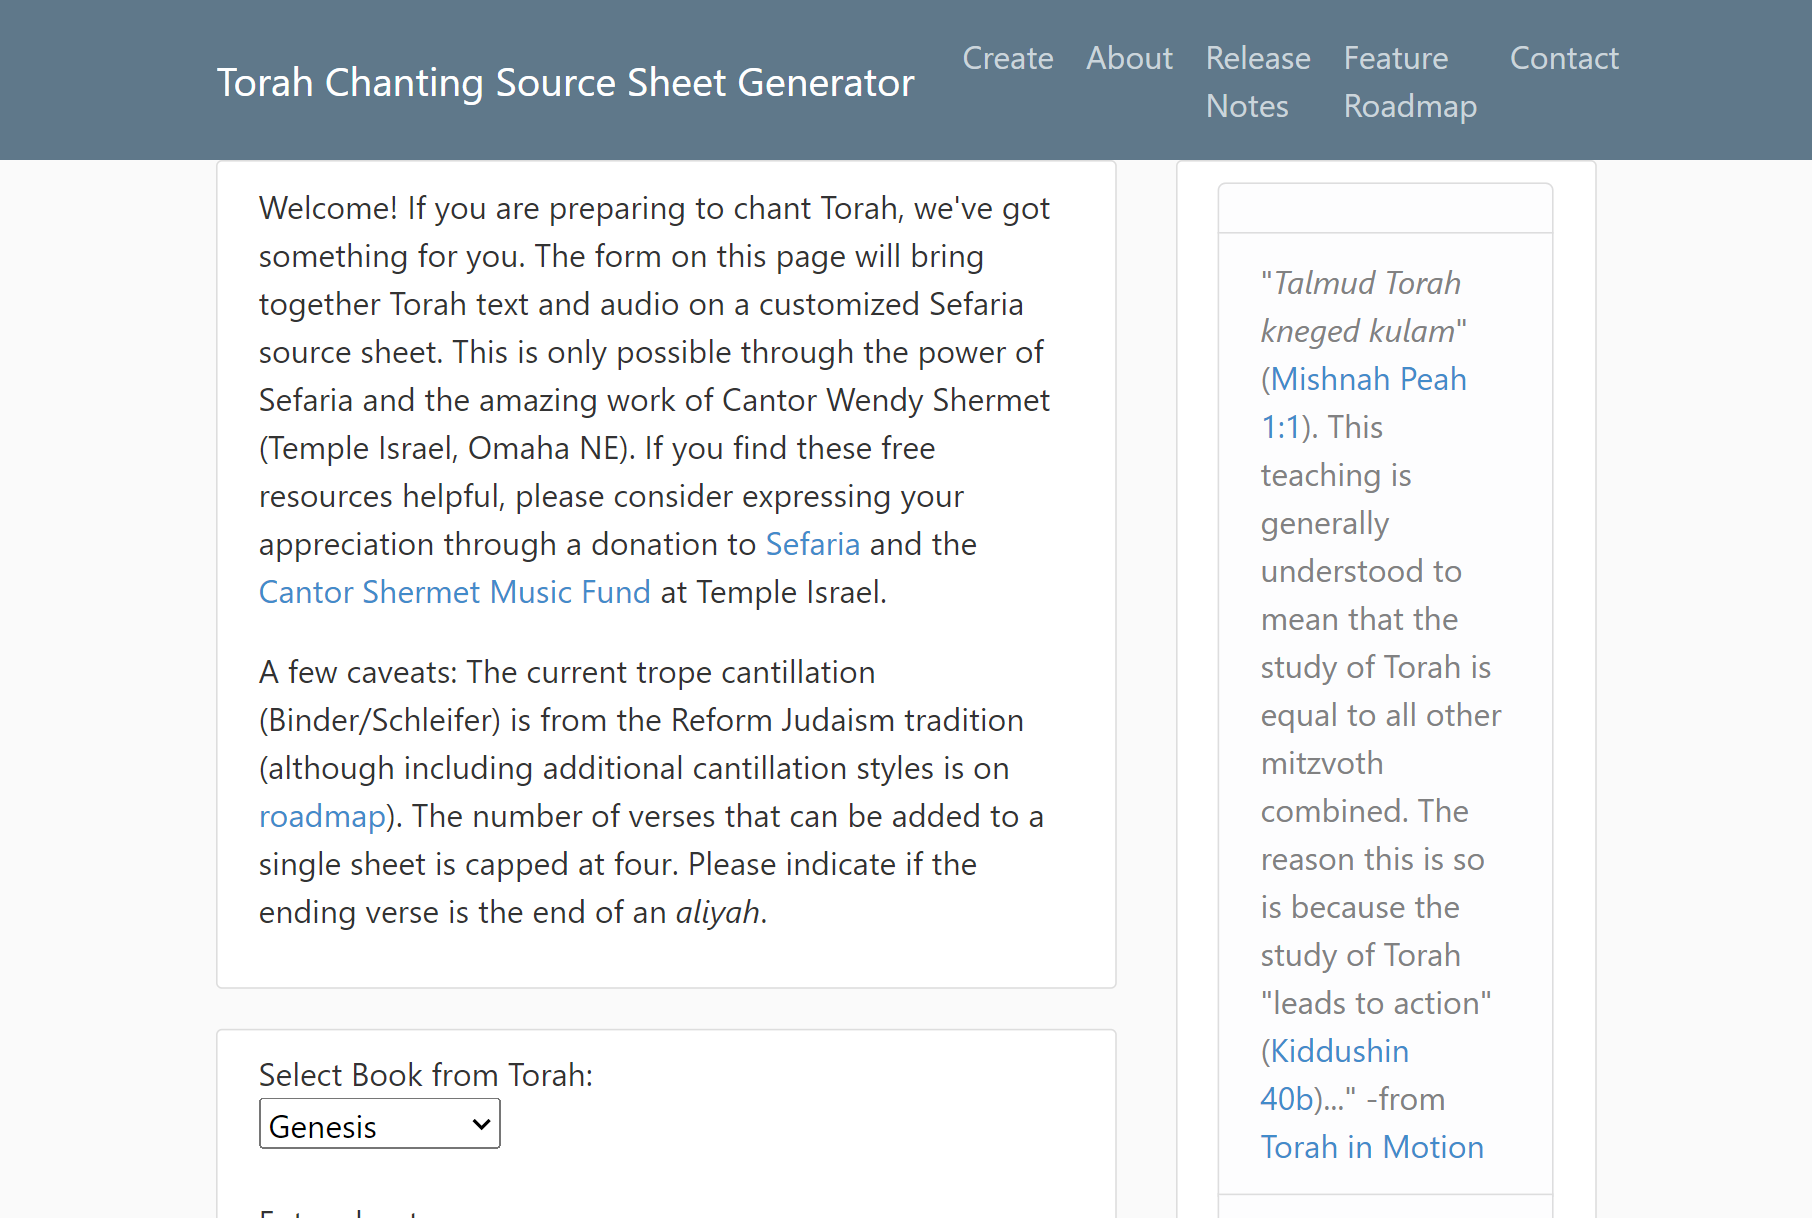 Torah Chanting Source Sheet Generator
Create About Release Notes Feature Roadmap Contact
Welcome! If you are preparing to chant Torah, we've got
something for you. The form on this page will bring
together Torah text and audio on a customized Sefaria
source sheet. This is only possible through the power of
Sefaria and the amazing work of Cantor Wendy Shermet
(Temple Israel, Omaha NE). If you find these free
resources helpful, please consider expressing your
appreciation through a donation to Sefaria and the
Cantor Shermet Music Fund at Temple Israel.
A few caveats: The current trope cantillation
(Binder/Schleifer) is from the Reform Judaism tradition
(although including additional cantillation styles is on
roadmap). The number of verses that can be added to a
single sheet is capped at four. Please indicate if the
ending verse is the end of an aliyah.
Select Book from Torah:
Genesis
"Talmud Torah
kneged kulam"
(Mishnah Peah
1:1). This
teaching is
generally
understood to
mean that the
study of Torah is
equal to all other
mitzvoth
combined. The
reason this is so
is because the
study of Torah
"leads to action"
(Kiddushin
40b)..." -from
Torah in Motion